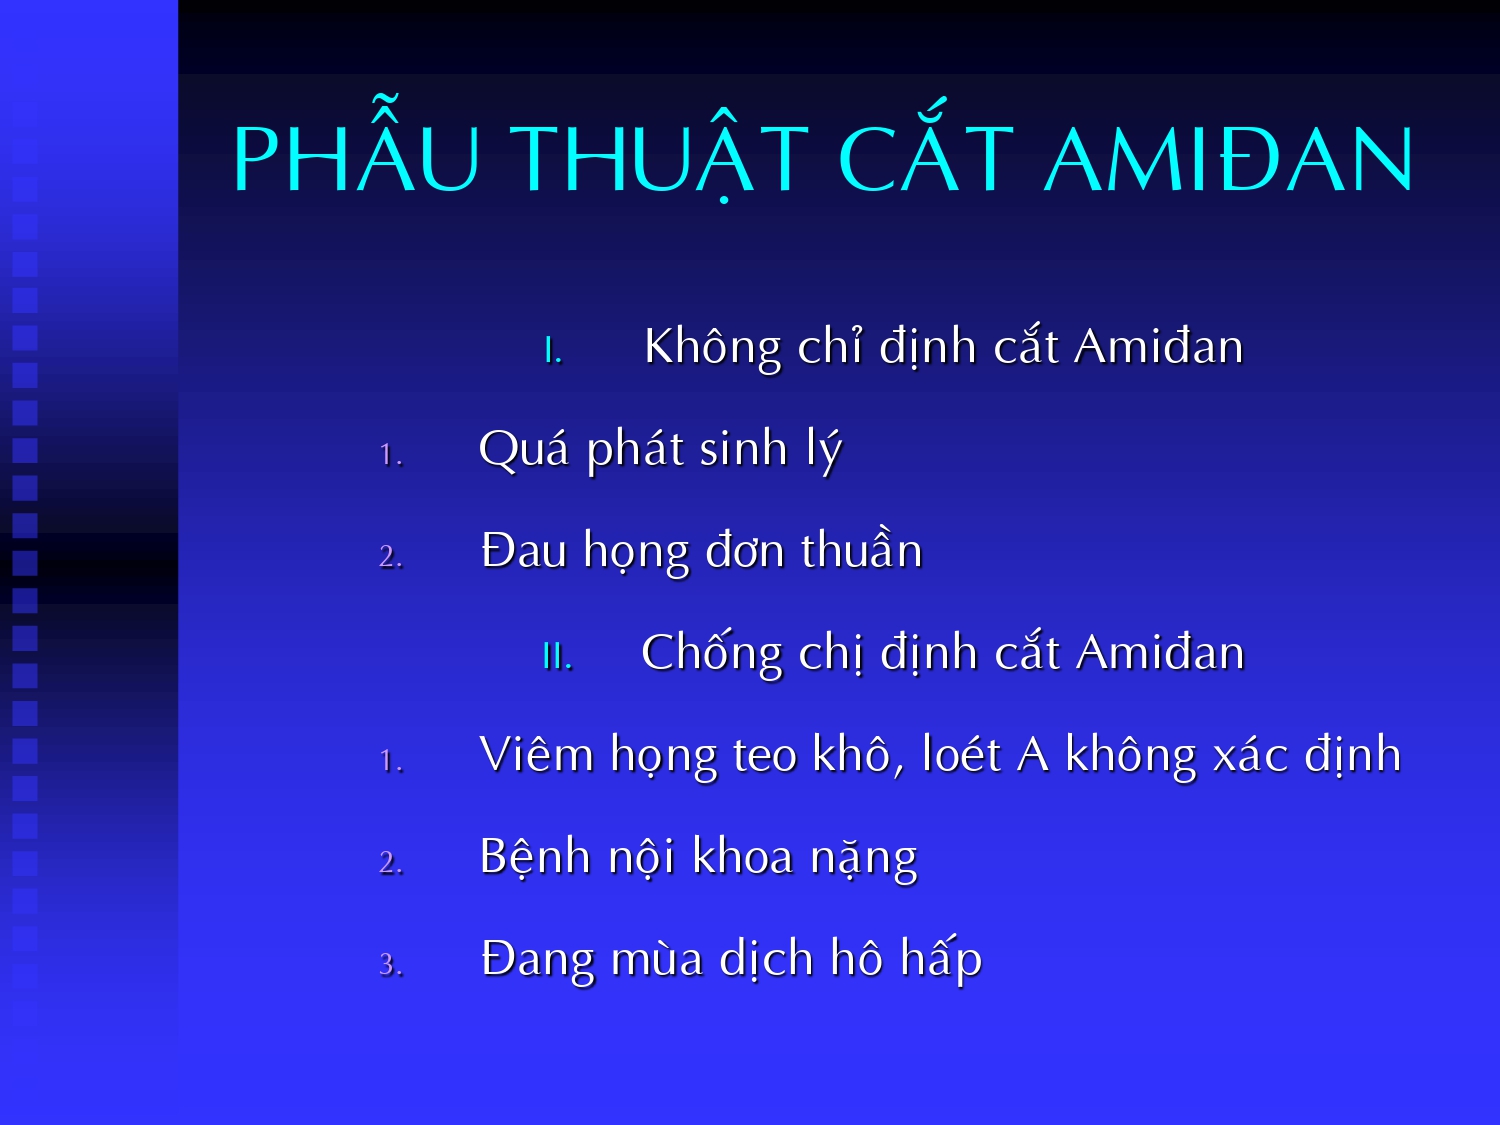 PHẪU THUẬT CẮT AMIĐAN
I. Không chỉ định cắt Amiđan
1. Quá phát sinh lý
2. Đau họng đơn thuần
II. Chống chị định cắt Amiđan
1. Viêm họng teo khô, loét A không xác định
2. Bệnh nội khoa nặng
3. Đang mùa dịch hô hấp